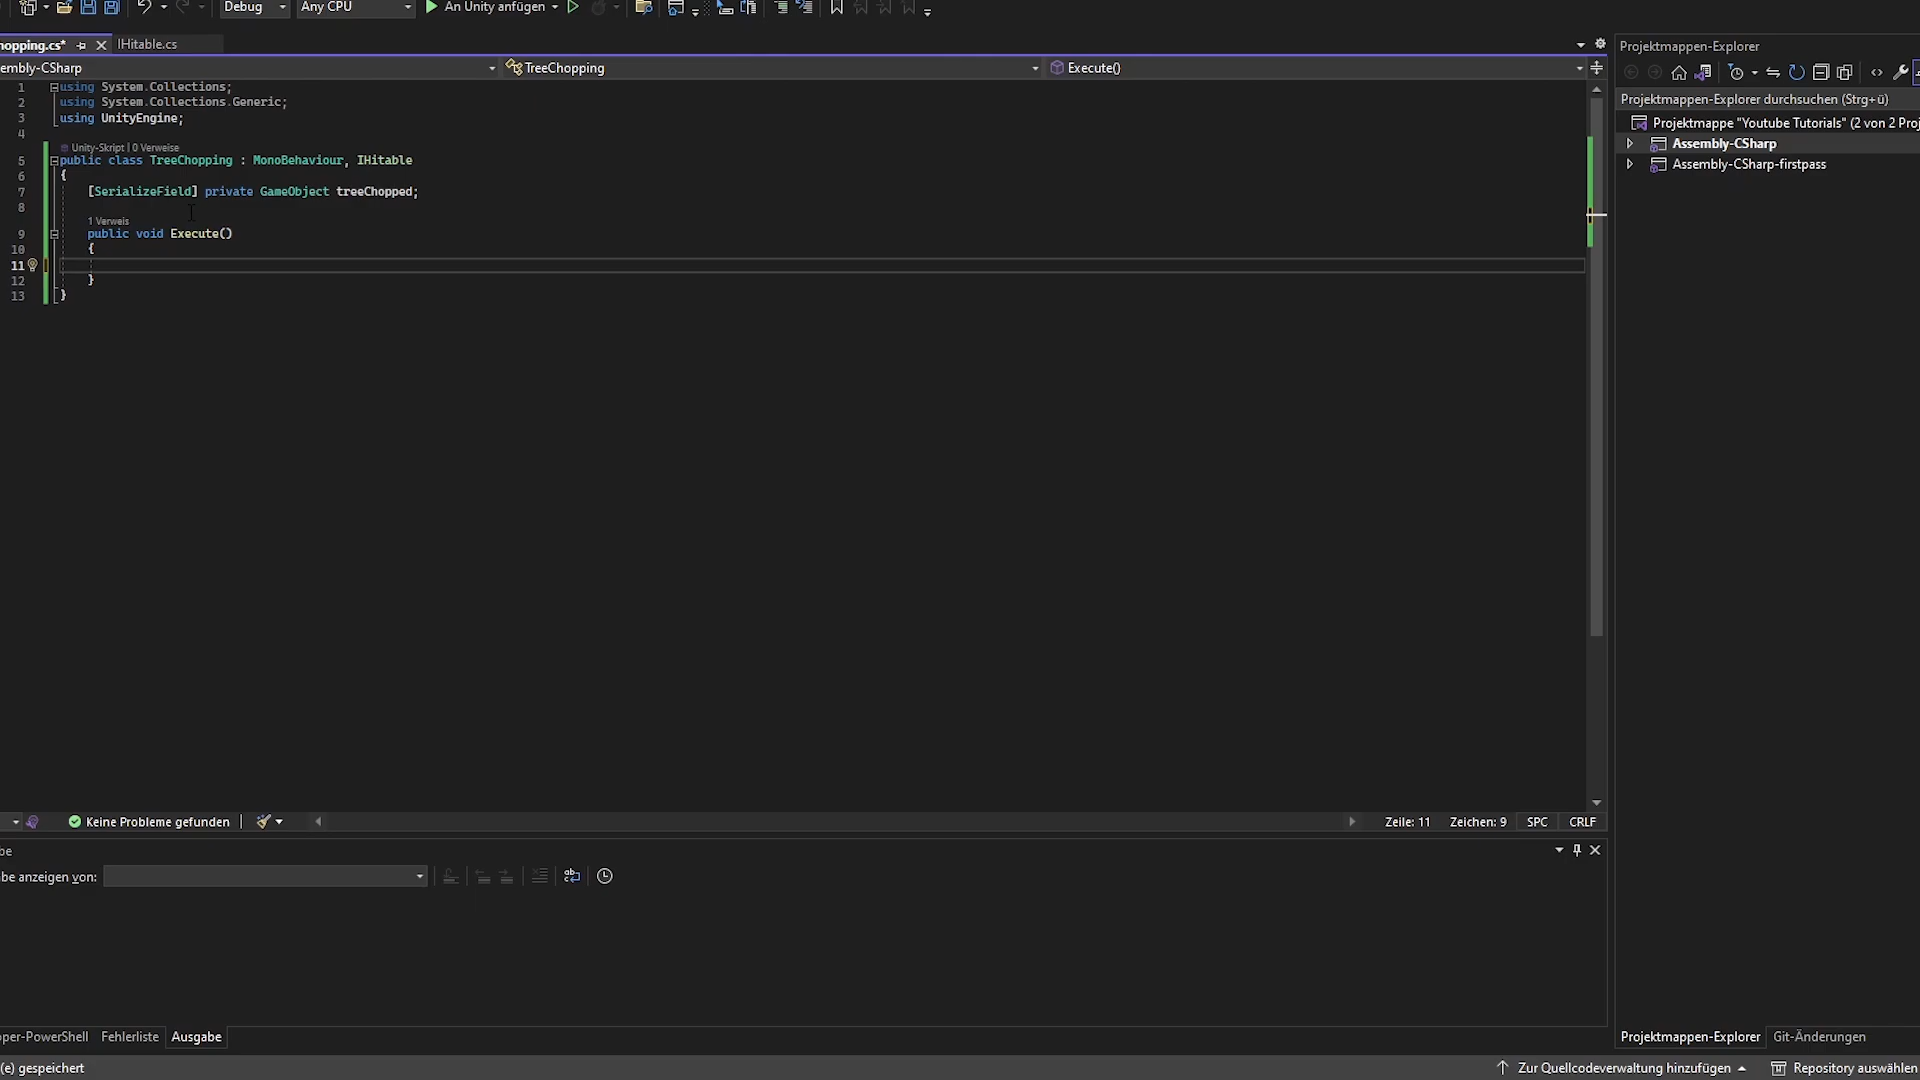 Debug
Any CPU
An Unity anfügen
hopping.cs*
IHitable.cs
embly-CSharp
TreeChopping
Execute()
1 using System.Collections;
2 using System.Collections.Generic;
3 using UnityEngine;
4
Unity-Skript | 0 Verweise
5 public class TreeChopping : MonoBehaviour, IHitable
6 {
7 [SerializeField] private GameObject treeChopped;
8
1 Verweis
9 public void Execute()
10 {
11
12 }
13 }
Keine Probleme gefunden
Zeile: 11
Zeichen: 9
SPC
CRLF
be
be anzeigen von:
per-PowerShell
Fehlerliste
Ausgabe
(e) gespeichert
Projektmappen-Explorer
Projektmappen-Explorer durchsuchen (Strg+ü)
Projektmappe "Youtube Tutorials" (2 von 2 Proj
Assembly-CSharp
Assembly-CSharp-firstpass
Projektmappen-Explorer
Git-Änderungen
Zur Quellcodeverwaltung hinzufügen
Repository auswählen